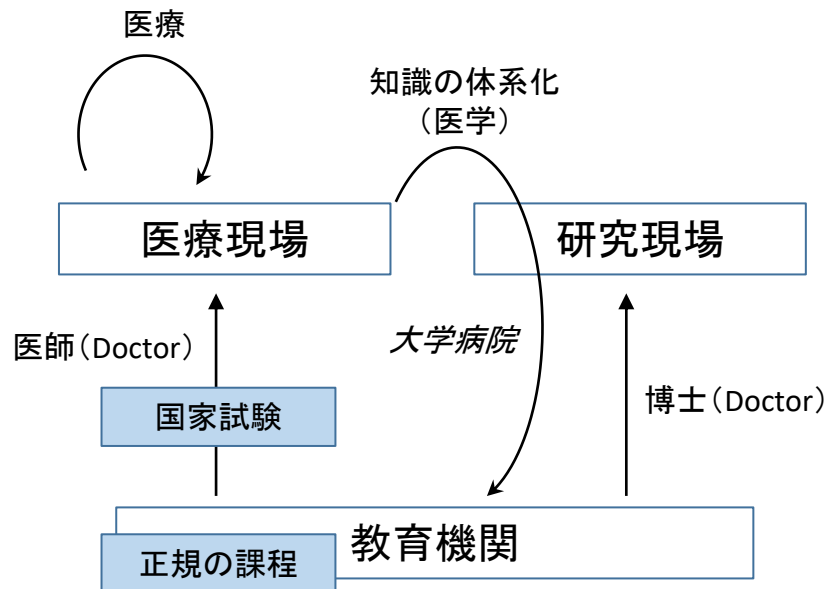 医療
知識の体系化
（医学）
医療現場
研究現場
医師（Doctor）
大学病院
国家試験
博士（Doctor）
教育機関
正規の課程